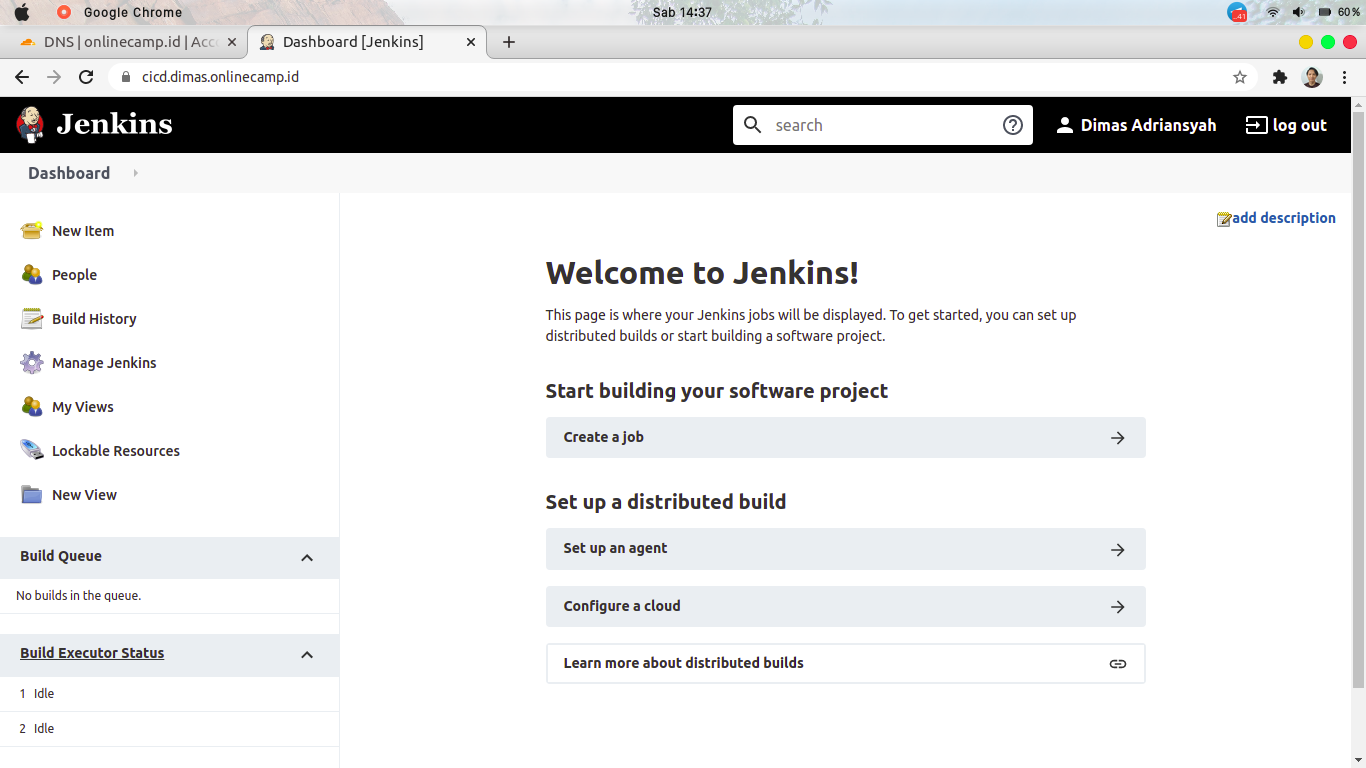 Google Chrome
Sab 14:37
41
60%
DNS | onlinecamp.id | Acc
Dashboard [Jenkins]
cicd.dimas.onlinecamp.id
Jenkins
search
Dimas Adriansyah
log out
Dashboard
add description
New Item
People
Build History
Manage Jenkins
My Views
Lockable Resources
New View
Build Queue
No builds in the queue.
Build Executor Status
1 Idle
2 Idle
Welcome to Jenkins!
This page is where your Jenkins jobs will be displayed. To get started, you can set up
distributed builds or start building a software project.
Start building your software project
Create a job
Set up a distributed build
Set up an agent
Configure a cloud
Learn more about distributed builds